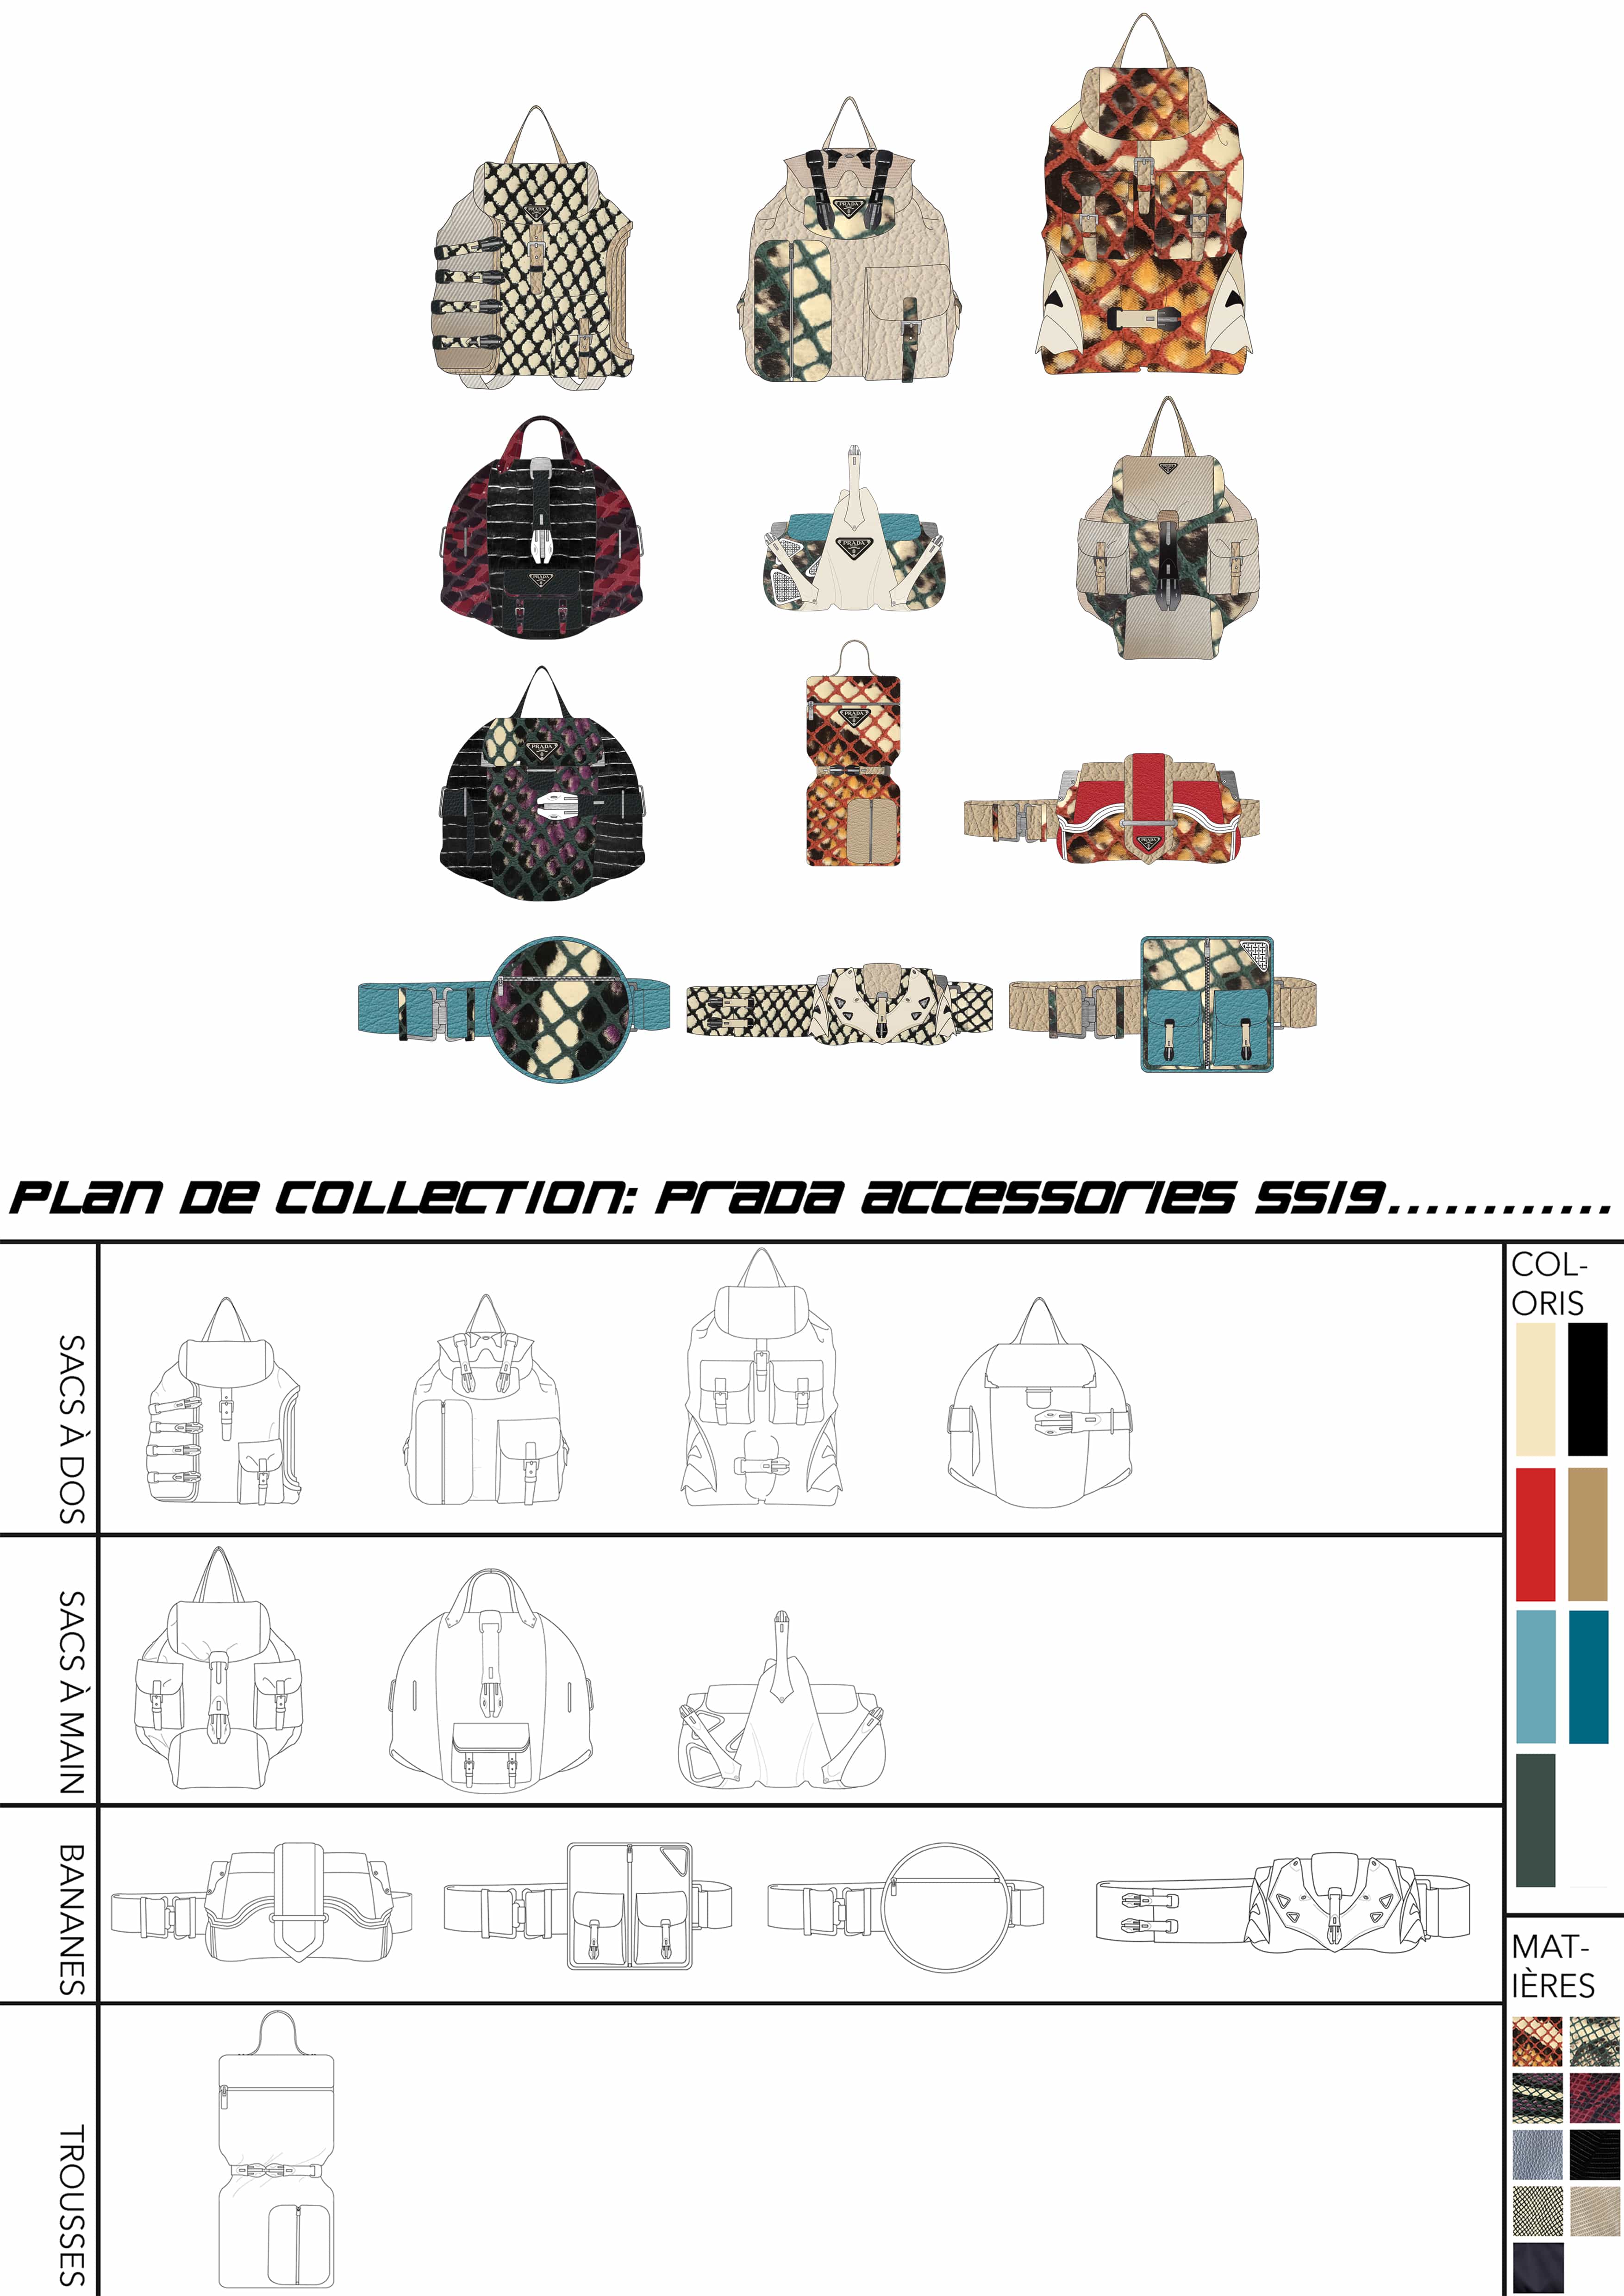 PRADA
PRADA
PRADA
PRADA
PRADA
PRADA
PRADA
PRADA
PLAN DE COLLECTION: PRADA ACCESSORIES SS19............
SACS À DOS
SACS À MAIN
BANANES
TROUSSES
COL-
ORIS
MAT-
IÈRES